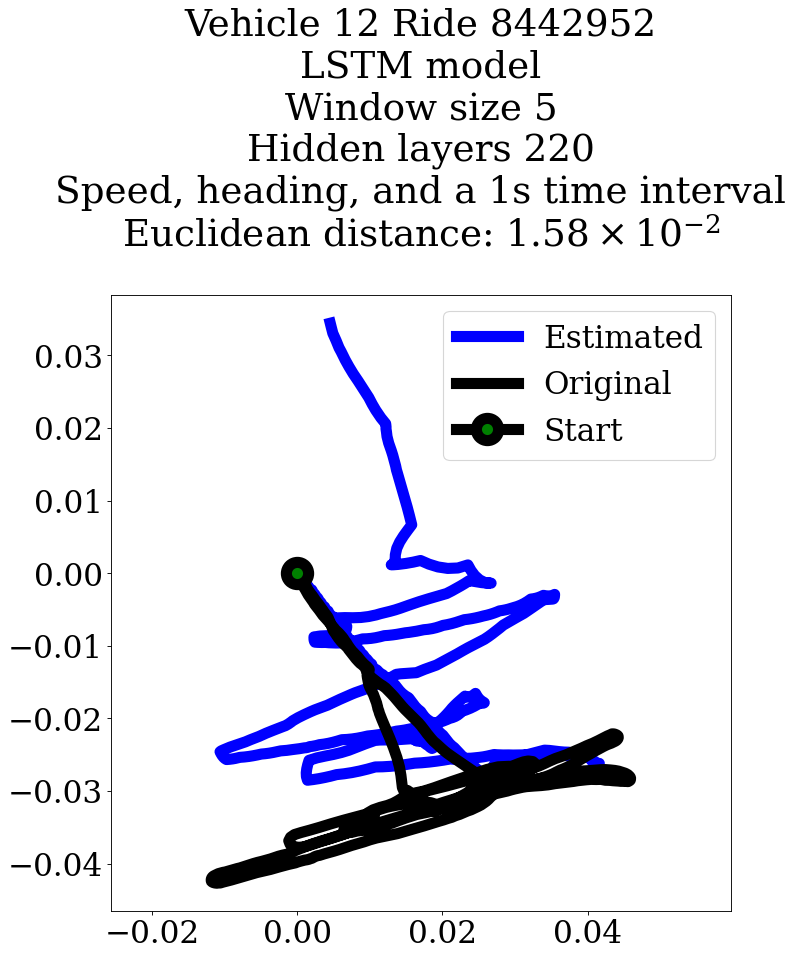 Vehicle 12 Ride 8442952
LSTM model
Window size 5
Hidden layers 220
Speed, heading, and a 1s time interval
Euclidean distance: 1.58 × 10⁻²
Estimated
Original
Start
0.03
0.02
0.01
0.00
−0.01
−0.02
−0.03
−0.04
−0.02 0.00 0.02 0.04